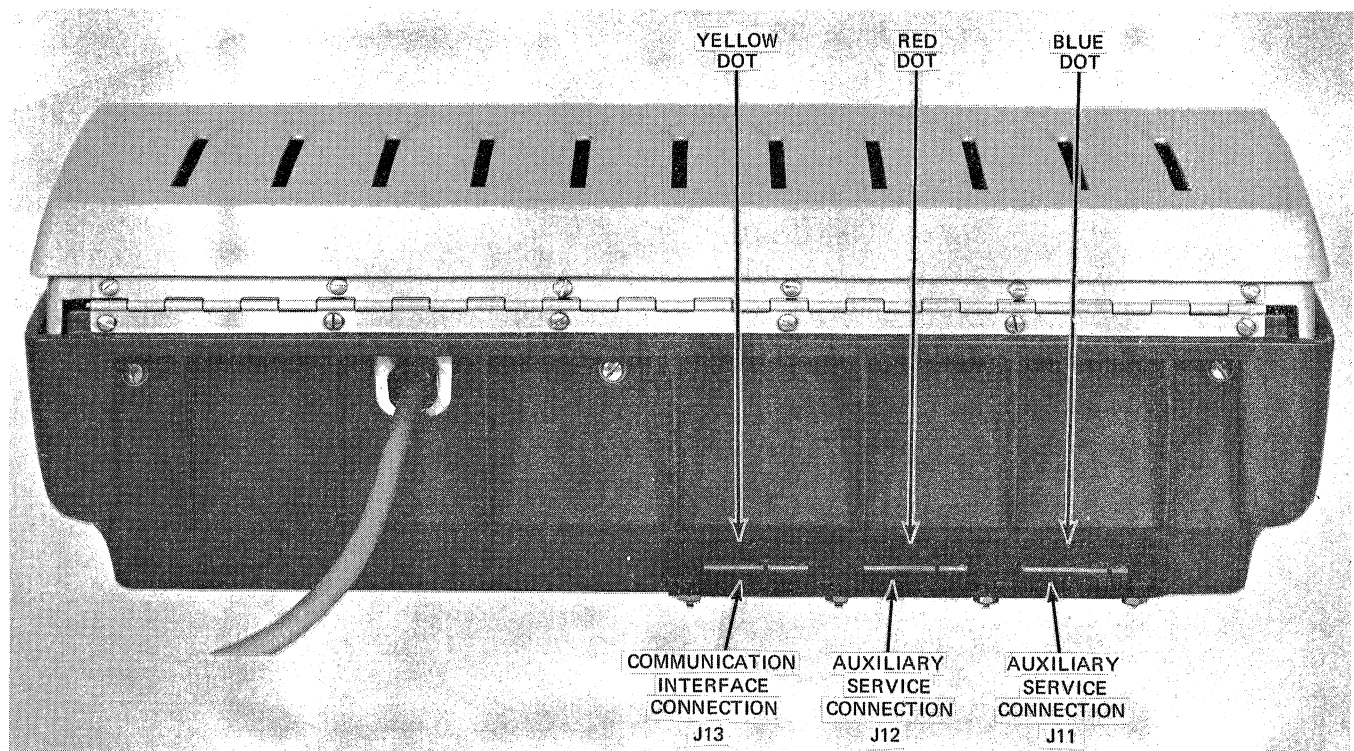 YELLOW
DOT
RED
DOT
BLUE
DOT
COMMUNICATION
INTERFACE
CONNECTION
J13
AUXILIARY
SERVICE
CONNECTION
J12
AUXILIARY
SERVICE
CONNECTION
J11